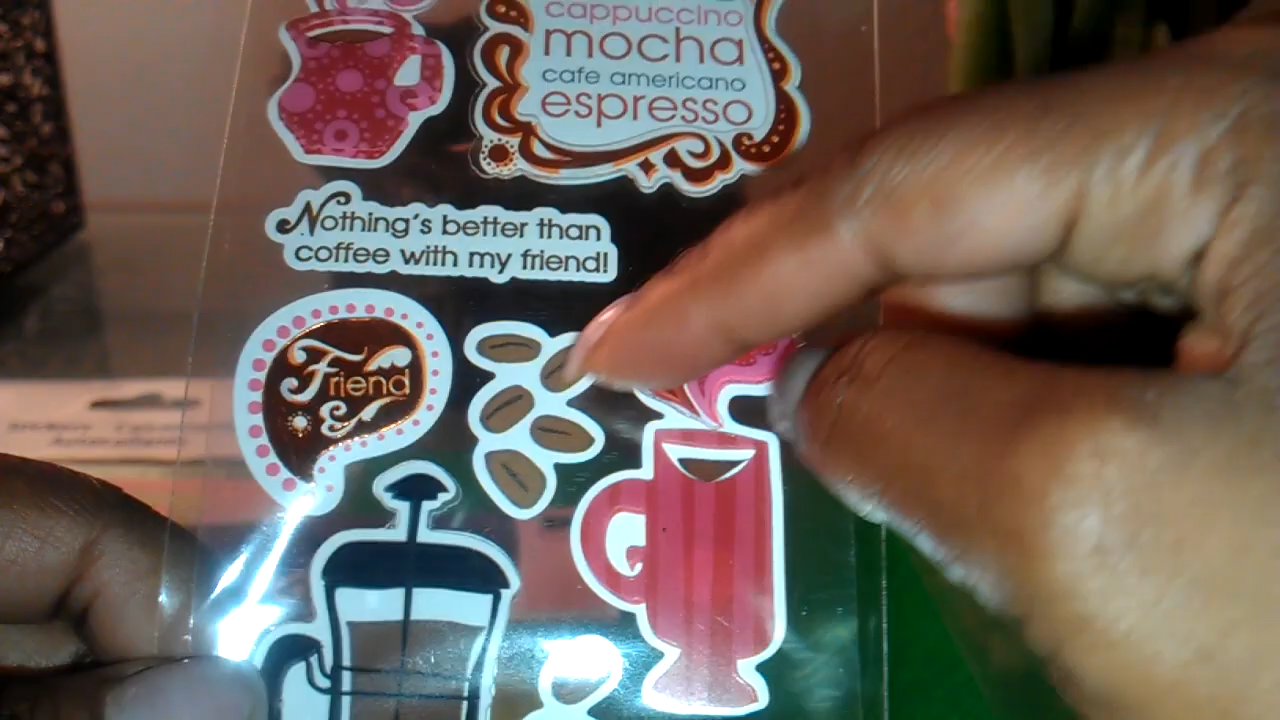 cappuccino
mocha
cafe americano
espresso
Nothing's better than
coffee with my friend!
Friend